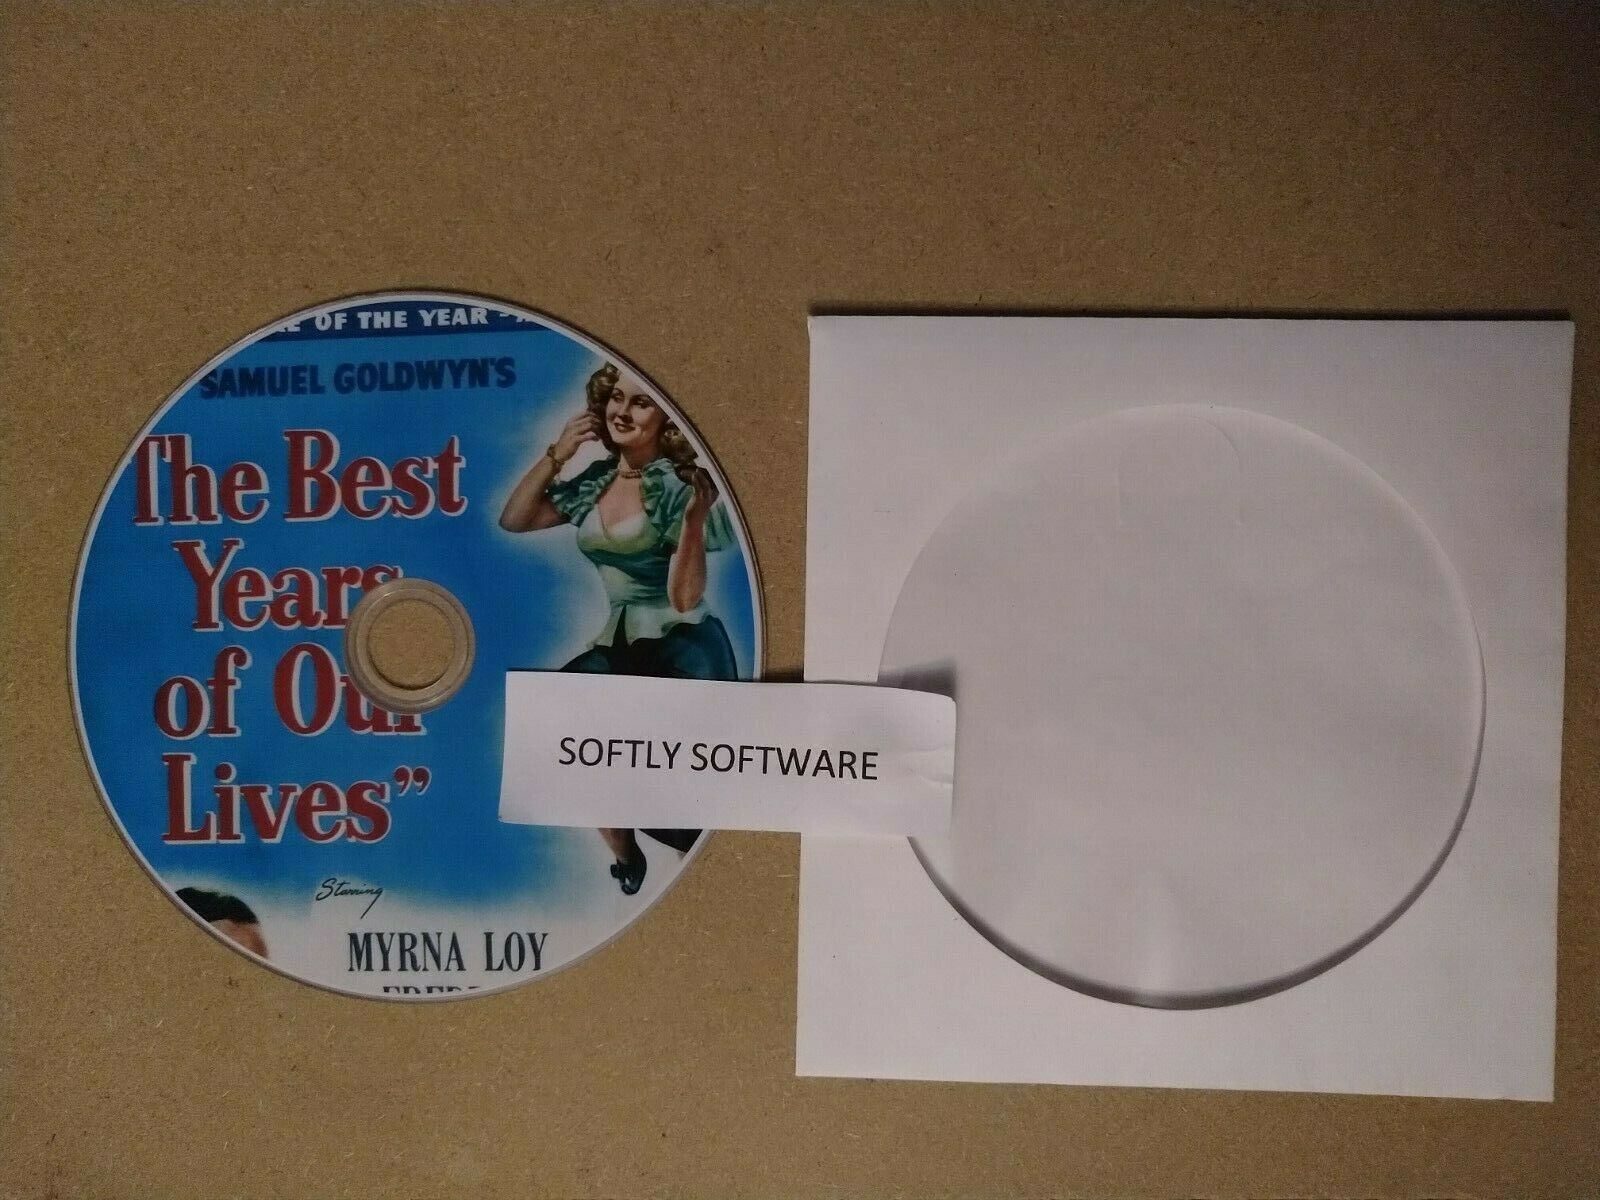 OF THE YEAR
SAMUEL GOLDWYN'S
The Best
Years
of Our
Lives"
Starring
MYRNA LOY
SOFTLY SOFTWARE